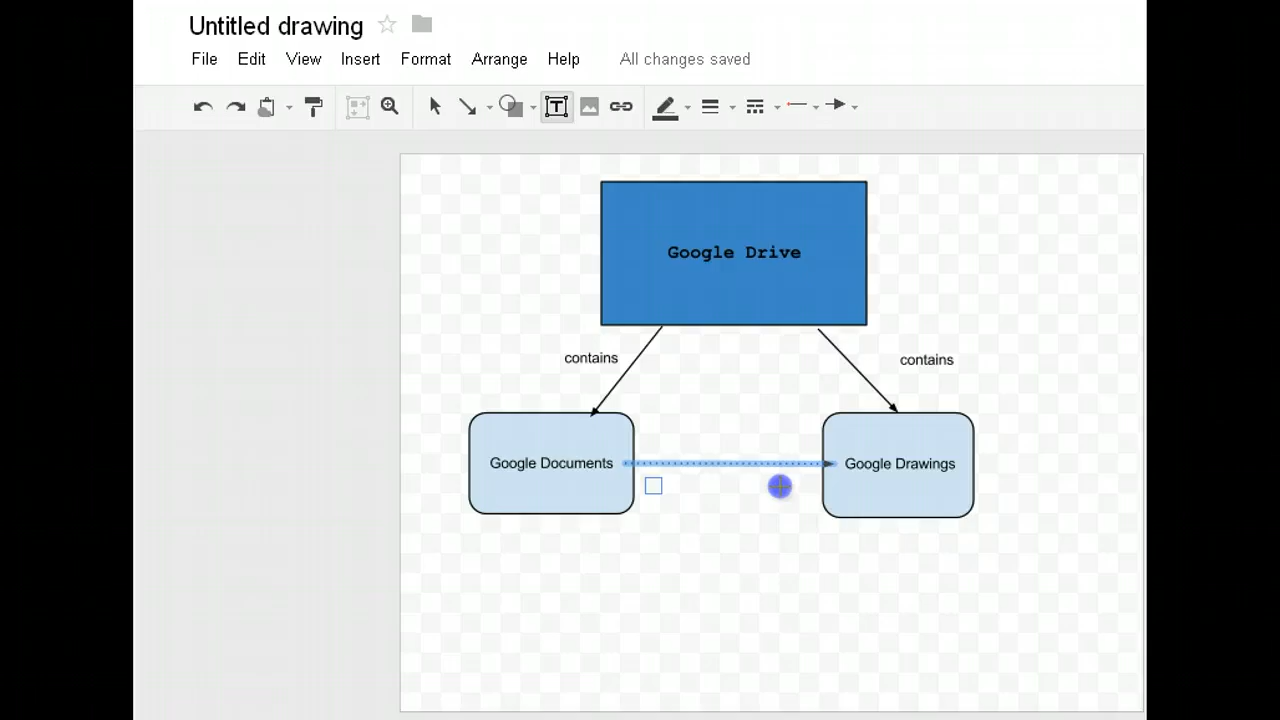 Untitled drawing
File Edit View Insert Format Arrange Help All changes saved
Google Drive
contains contains
Google Documents Google Drawings